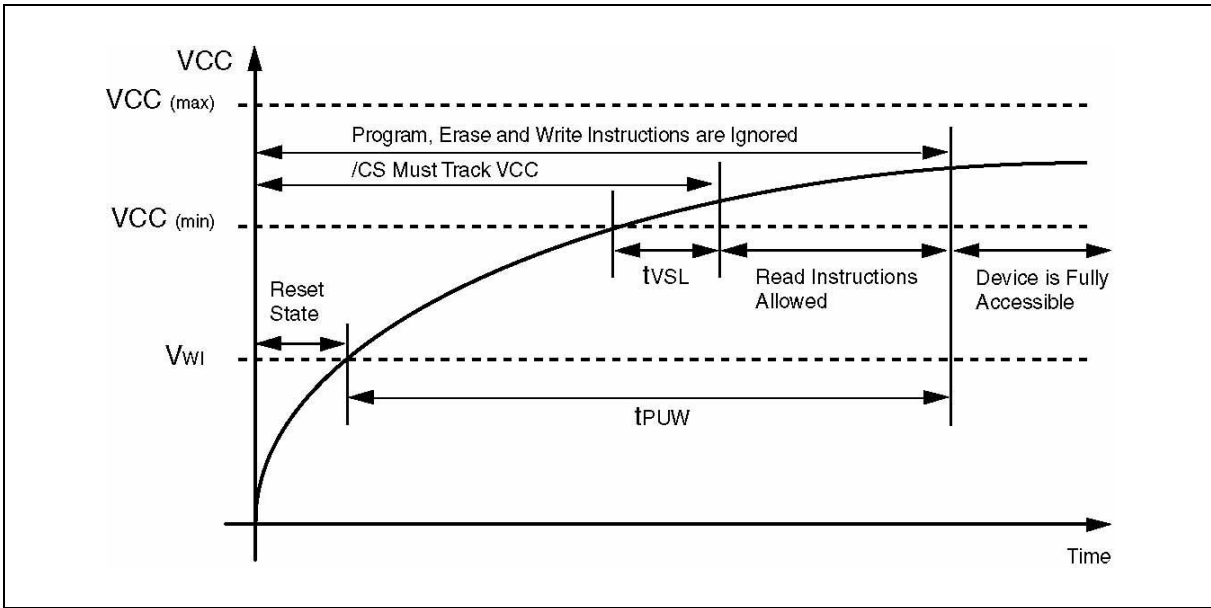 VCC
VCC (max)
Program, Erase and Write Instructions are Ignored
/CS Must Track VCC
VCC (min)
tVSL
Read Instructions
Allowed
Device is Fully
Accessible
Reset
State
VWI
tPUW
Time